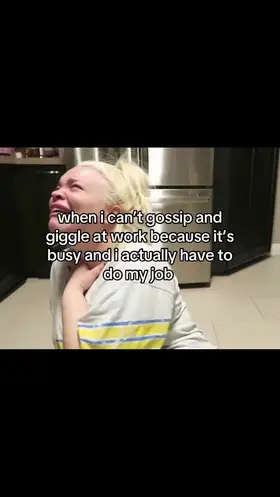 when i can't gossip and
giggle at work because it's
busy and i actually have to
do my job